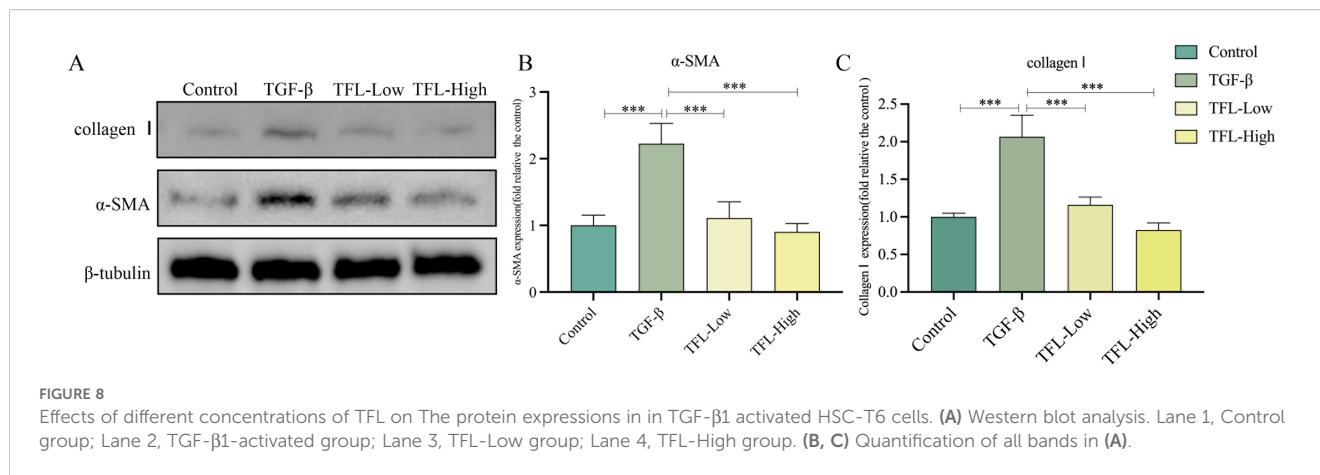 A
Control TGF-β TFL-Low TFL-High
collagen I
α-SMA
β-tubulin
B
α-SMA
α-SMA expression(fold relative the control)
3
2
1
0
***
***
***
Control
TGF-β
TFL-Low
TFL-High
C
collagen I
Collagen I expression(fold relative the control )
2.5
2.0
1.5
1.0
0.5
0.0
***
***
***
Control
TGF-β
TFL-Low
TFL-High
Control
TGF-β
TFL-Low
TFL-High
FIGURE 8
Effects of different concentrations of TFL on The protein expressions in in TGF-β1 activated HSC-T6 cells. (A) Western blot analysis. Lane 1, Control
group; Lane 2, TGF-β1-activated group; Lane 3, TFL-Low group; Lane 4, TFL-High group. (B, C) Quantification of all bands in (A).